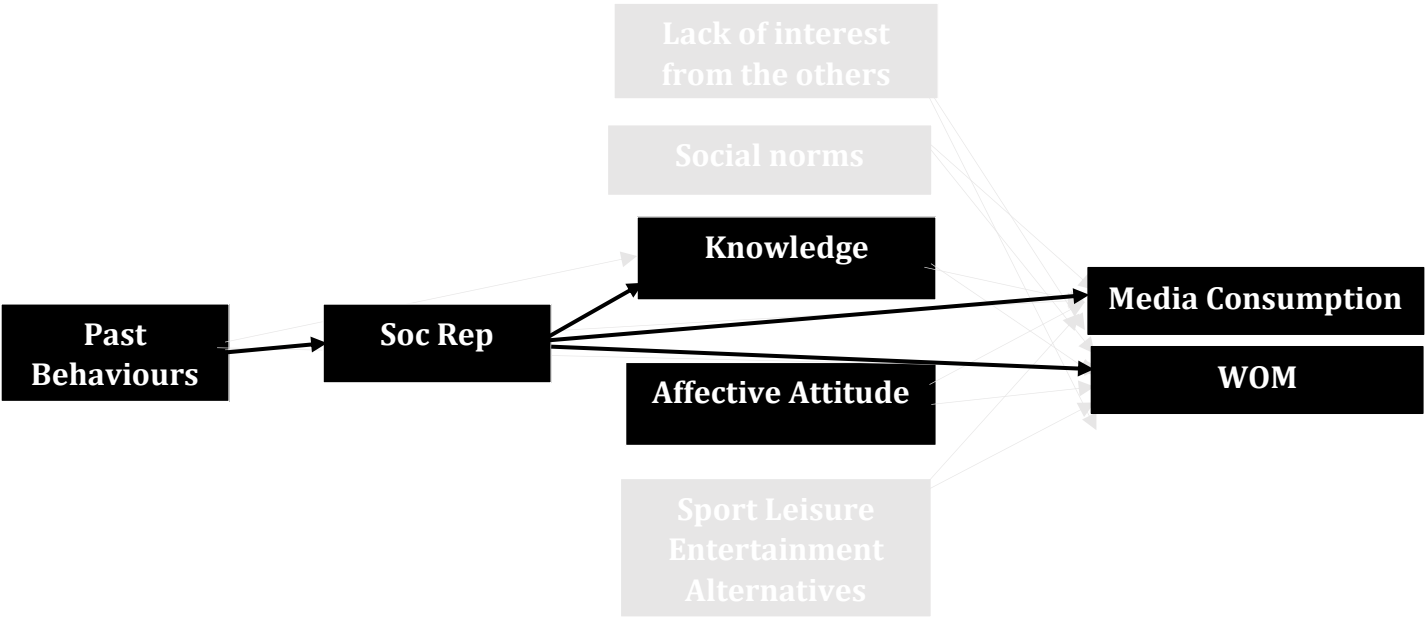 Lack of interest
from the others
Social norms
Knowledge
Past
Behaviours
Soc Rep
Affective Attitude
Media Consumption
WOM
Sport Leisure
Entertainment
Alternatives